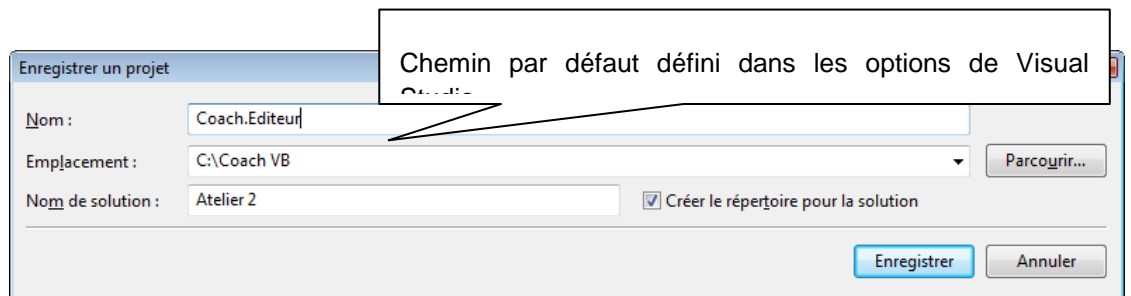 Chemin par défaut défini dans les options de Visual
Studio
Enregistrer un projet
Nom :
Coach.Editeur
Emplacement :
C:\Coach VB
Parcourir...
Nom de solution :
Atelier 2
Créer le répertoire pour la solution
Enregistrer
Annuler